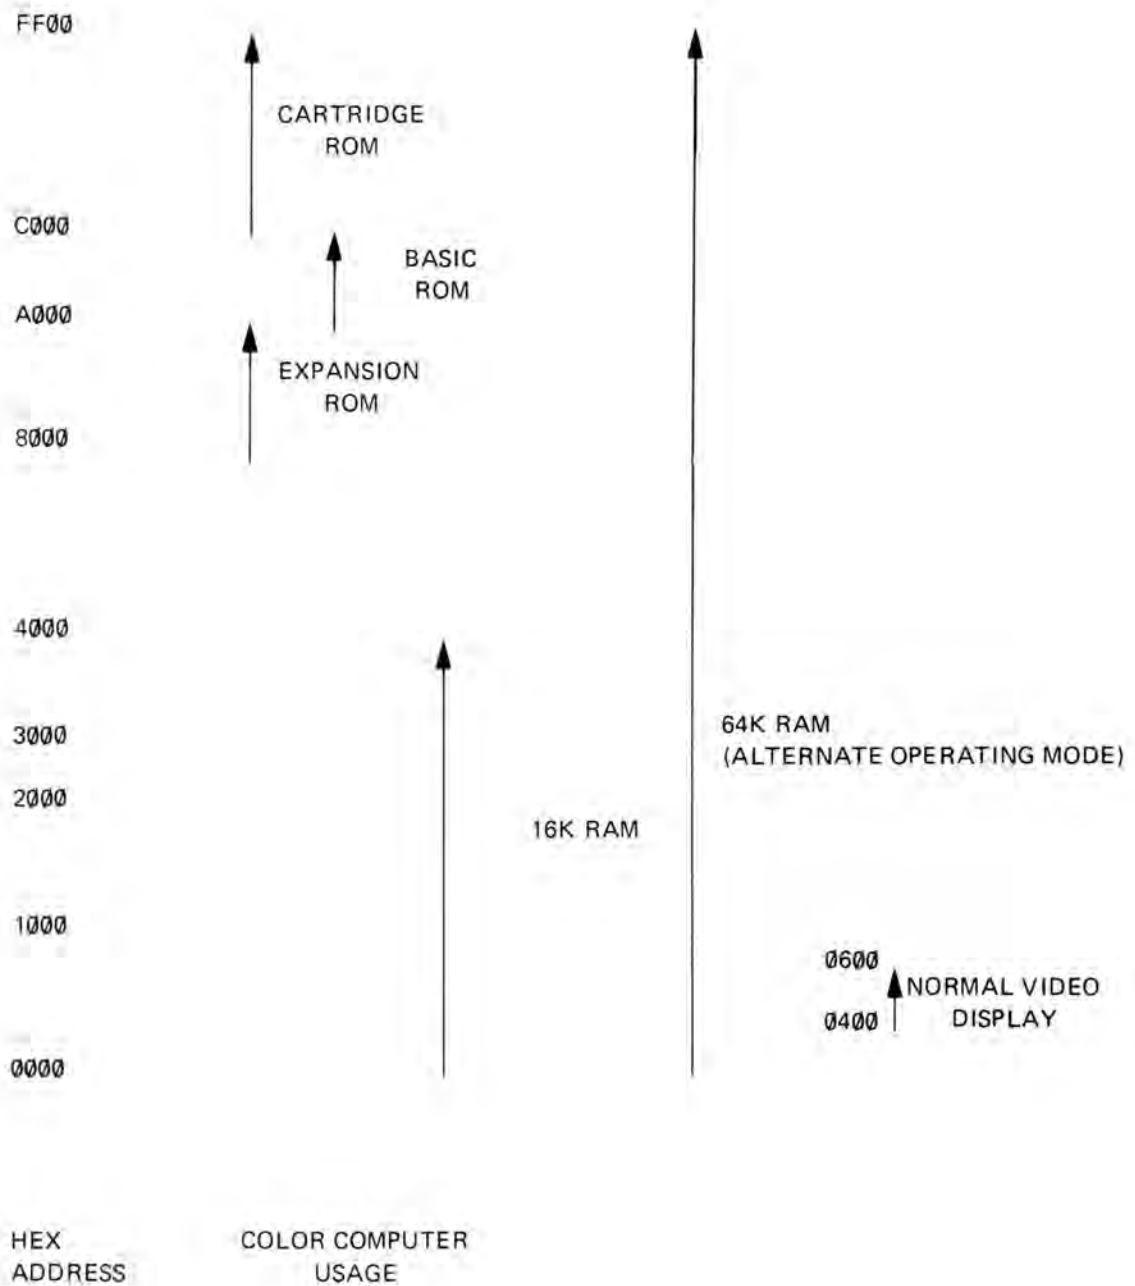 FF00
CARTRIDGE
ROM
C000
BASIC
ROM
A000
EXPANSION
ROM
8000
4000
3000
64K RAM
(ALTERNATE OPERATING MODE)
2000
16K RAM
1000
0600
NORMAL VIDEO
DISPLAY
0400
0000
HEX
ADDRESS
COLOR COMPUTER
USAGE